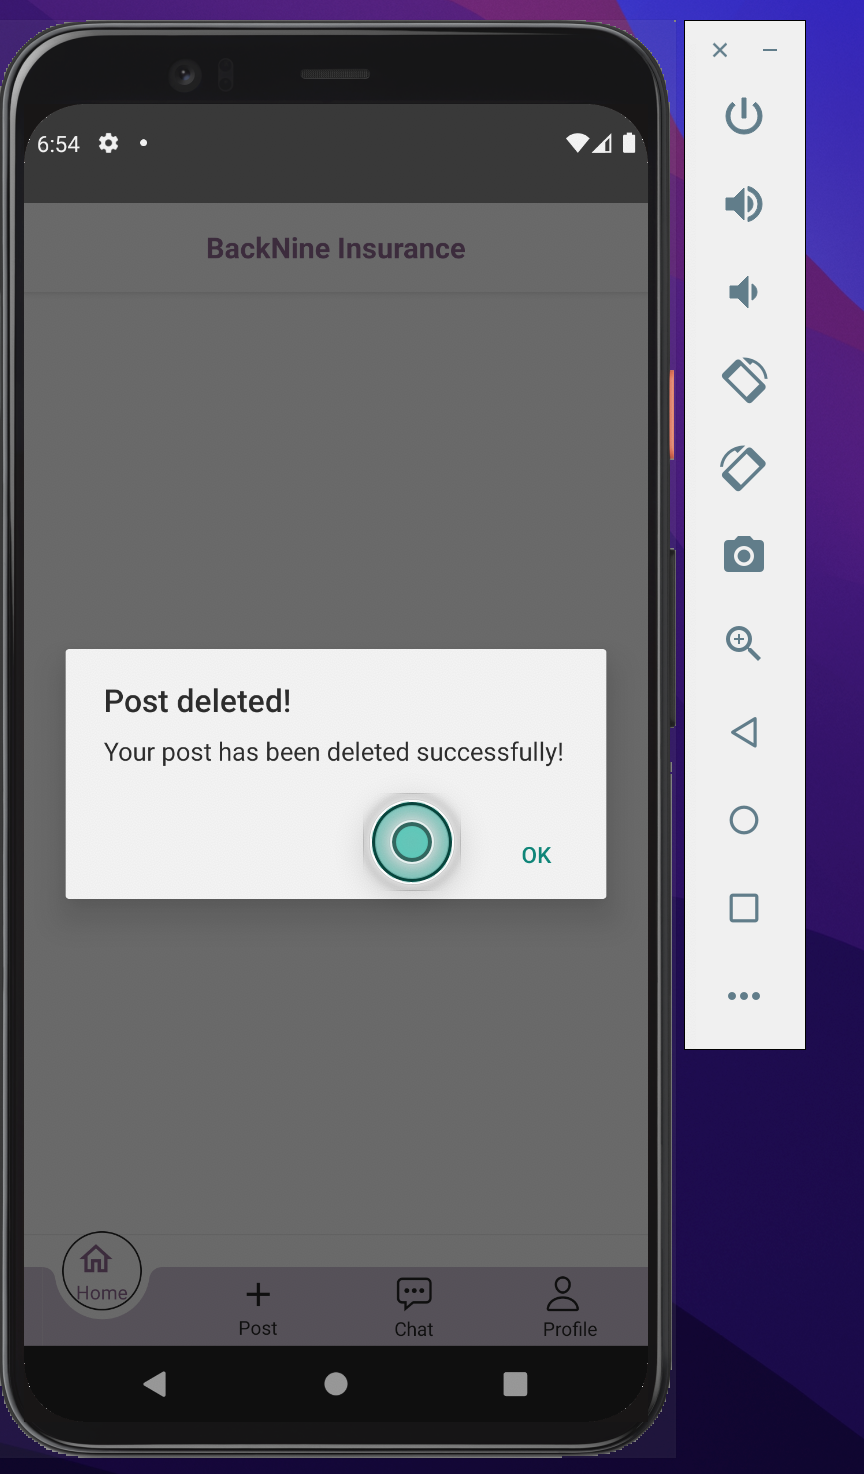 6:54
BackNine Insurance
Post deleted!
Your post has been deleted successfully!
OK
Home
Post
Chat
Profile